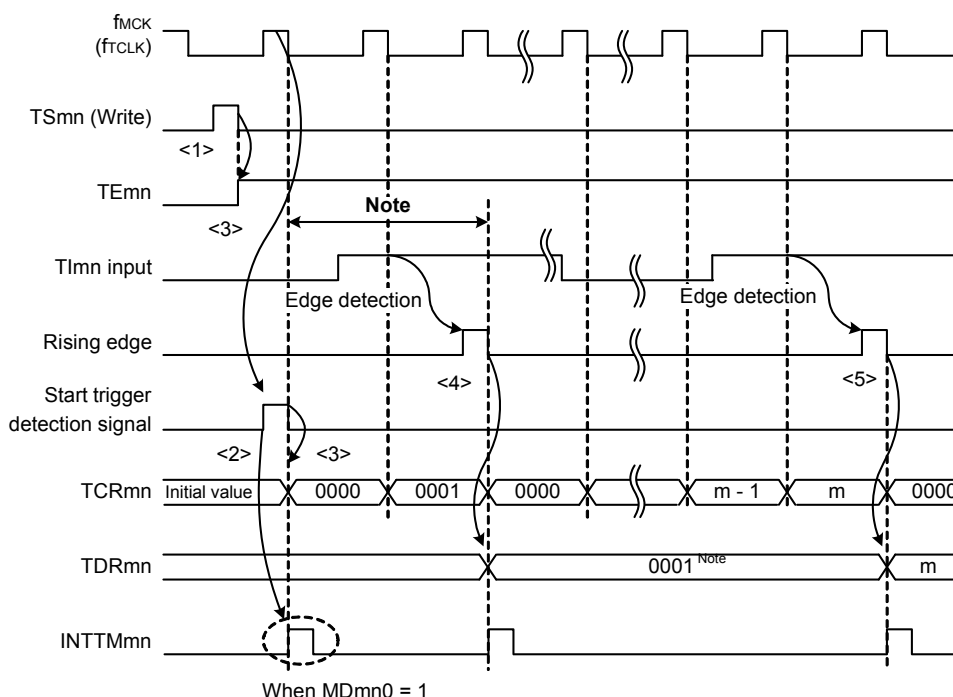 fMCK
(fTCLK)
TSmn (Write)
<1>
TEmn
<3>
Note
TImn input
Edge detection
Edge detection
Rising edge
<4>
<5>
Start trigger
detection signal
<2>
<3>
TCRmn
Initial value
0000
0001
0000
m - 1
m
0000
TDRmn
0001 Note
m
INTTMmn
When MDmn0 = 1